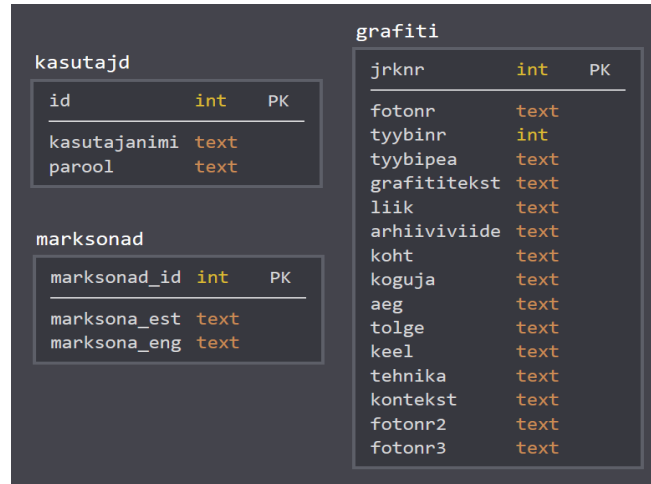 kasutajd
id int PK
kasutajanimi text
parool text
marksonad
marksonad_id int PK
marksona_est text
marksona_eng text
grafiti
jrknr int PK
fotonr text
tyybinr int
tyybipea text
grafititekst text
liik text
arhiiviviide text
koht text
koguja text
aeg text
tolge text
keel text
tehnika text
kontekst text
fotonr2 text
fotonr3 text